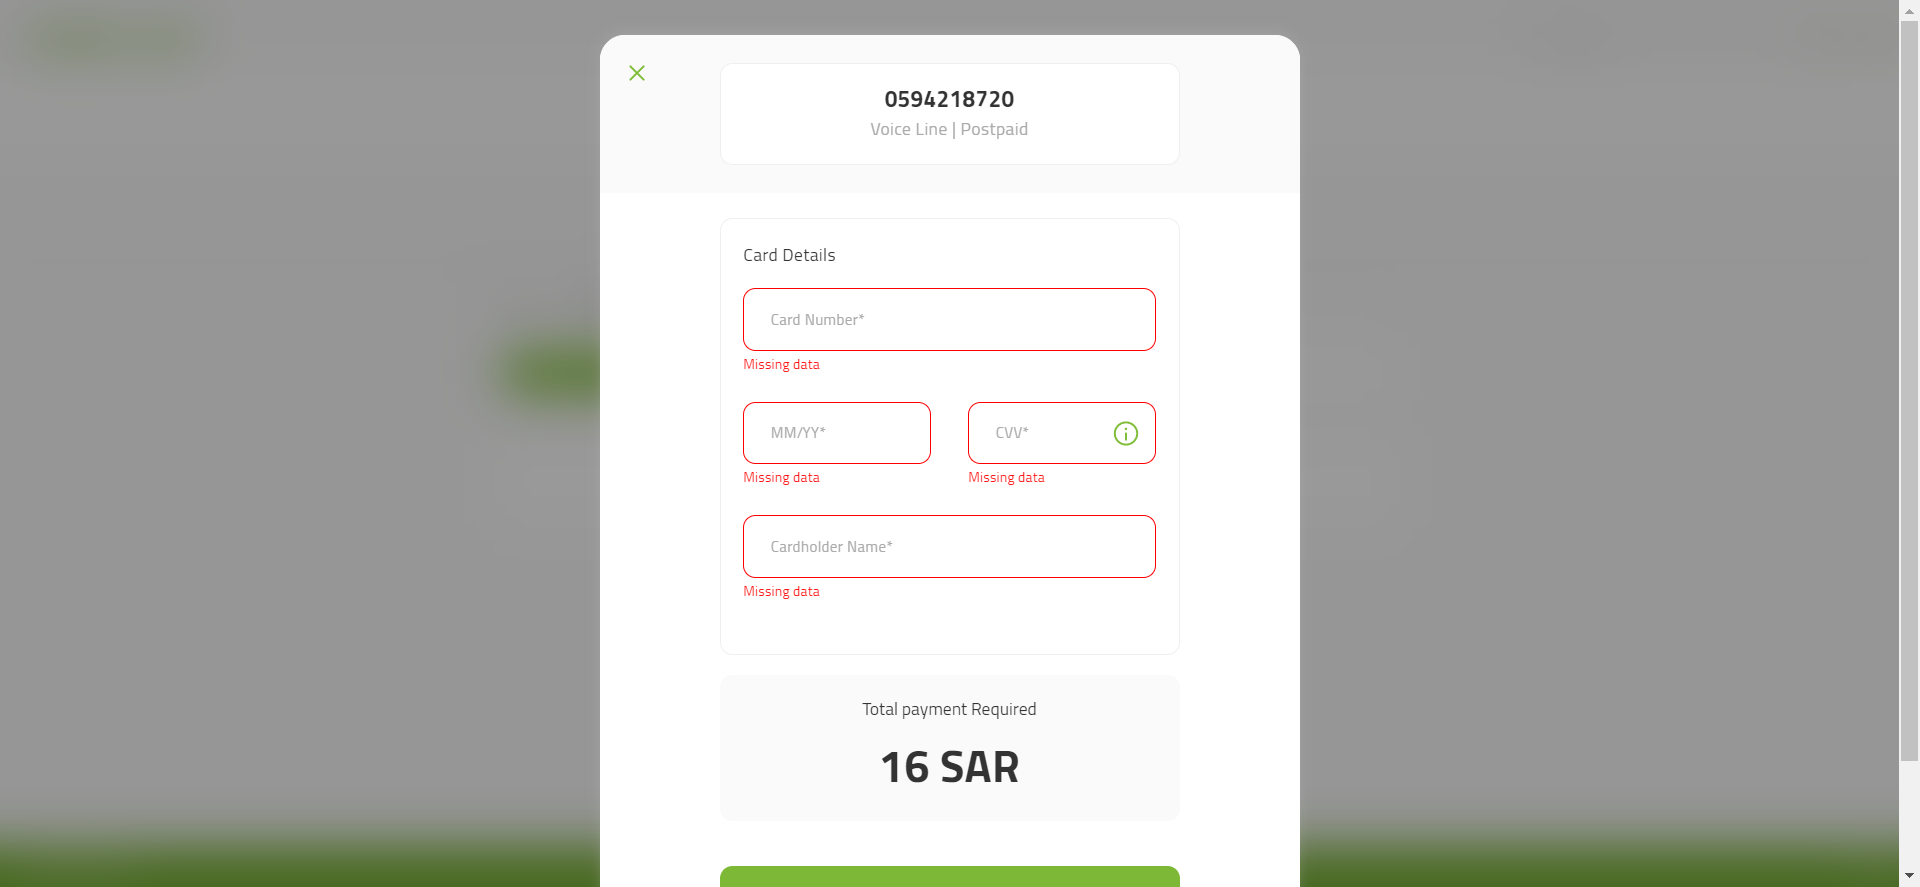 0594218720
Voice Line | Postpaid
Card Details
Card Number*
Missing data
MM/YY*
CVV*
Missing data
Missing data
Cardholder Name*
Missing data
Total payment Required
16 SAR